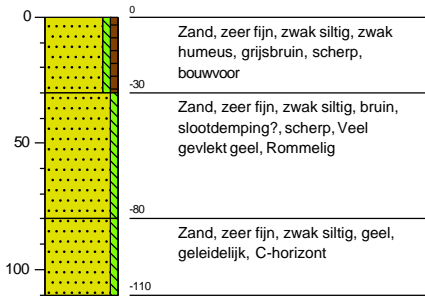 0
0
Zand, zeer fijn, zwak siltig, zwak
humeus, grijsbruin, scherp,
bouwvoor
-30
Zand, zeer fijn, zwak siltig, bruin,
slootdemping?, scherp, Veel
gevlekt geel, Rommelig
50
-80
Zand, zeer fijn, zwak siltig, geel,
geleidelijk, C-horizont
100
-110